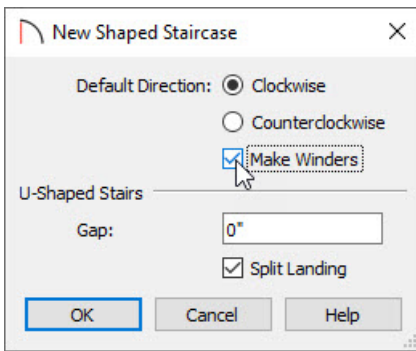 New Shaped Staircase
Default Direction: Clockwise
Counterclockwise
Make Winders
U-Shaped Stairs
Gap: 0"
Split Landing
OK Cancel Help